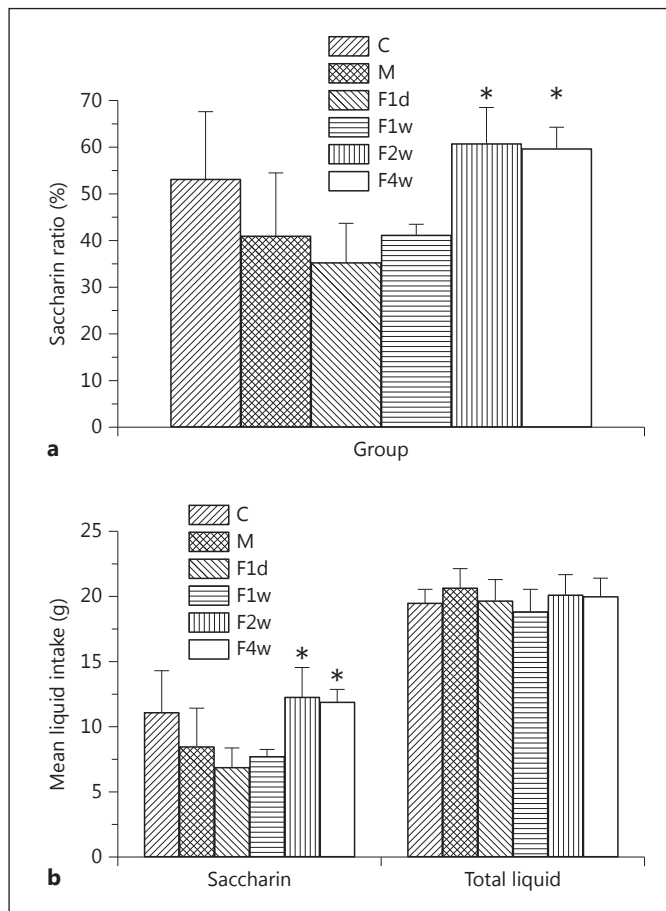 C
M
F1d
F1w
F2w
F4w
* *
70
60
50
40
30
20
10
0
Saccharin ratio (%)
a
Group
C
M
F1d
F1w
F2w
F4w
* *
25
20
15
10
5
0
Mean liquid intake (g)
b
Saccharin Total liquid